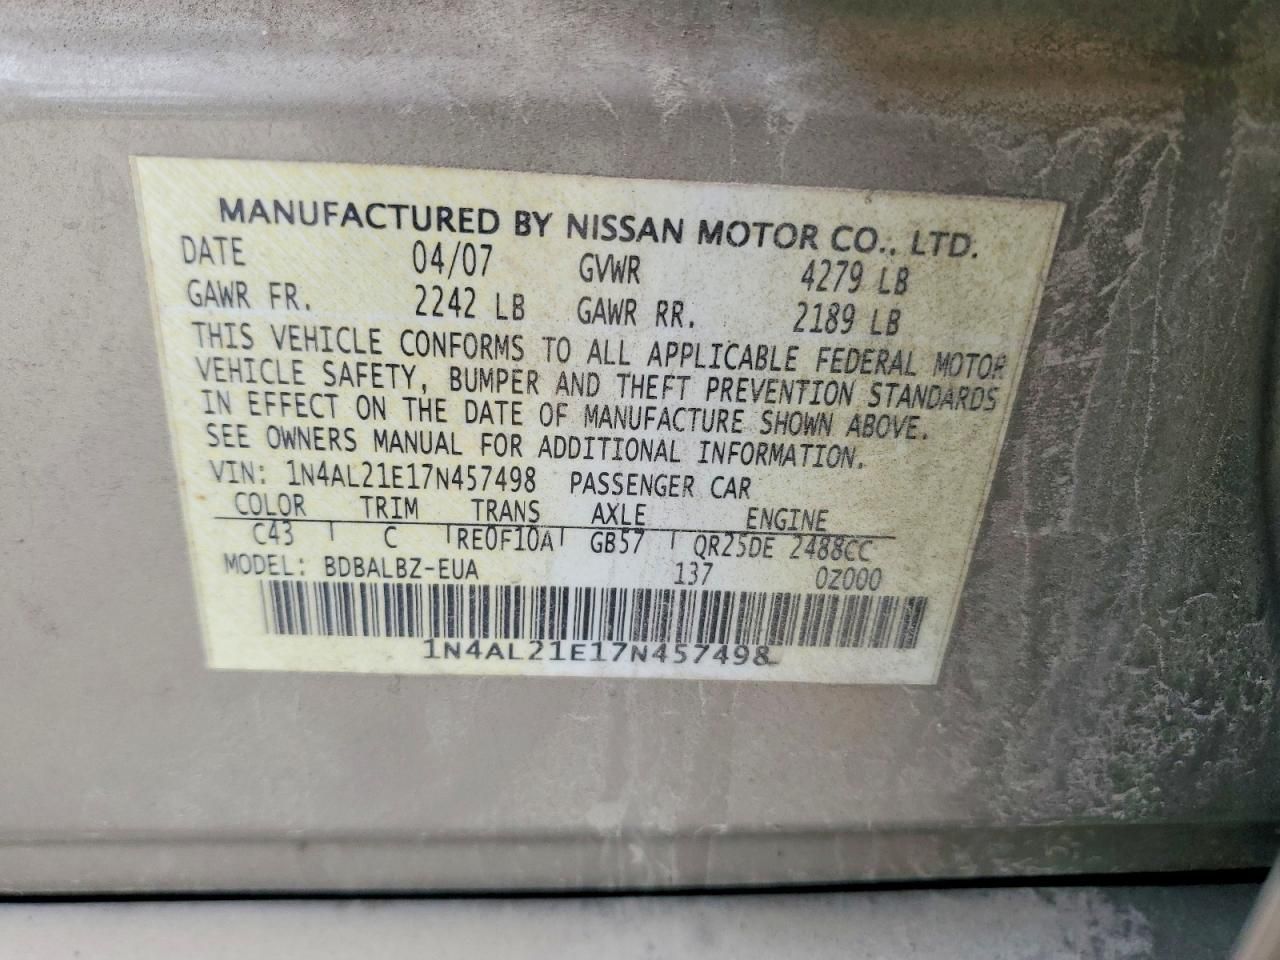 MANUFACTURED BY NISSAN MOTOR CO., LTD.
DATE 04/07 GVWR 4279 LB
GAWR FR. 2242 LB GAWR RR. 2189 LB
THIS VEHICLE CONFORMS TO ALL APPLICABLE FEDERAL MOTOR
VEHICLE SAFETY, BUMPER AND THEFT PREVENTION STANDARDS
IN EFFECT ON THE DATE OF MANUFACTURE SHOWN ABOVE.
SEE OWNERS MANUAL FOR ADDITIONAL INFORMATION.
VIN: 1N4AL21E17N457498 PASSENGER CAR
COLOR TRIM TRANS AXLE ENGINE
C43 C RE0F10A GB57 QR25DE 2488CC
MODEL: BDBALBZ-EUA 137 0Z000
1N4AL21E17N457498